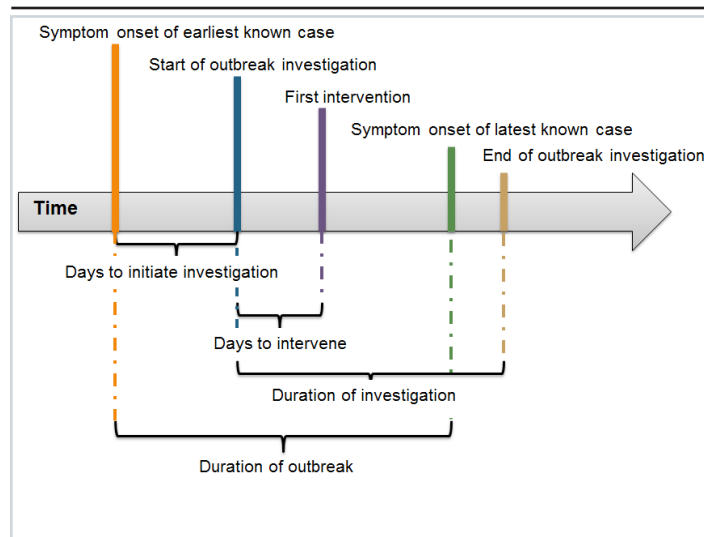 Symptom onset of earliest known case
Start of outbreak investigation
First intervention
Symptom onset of latest known case
End of outbreak investigation
Time
Days to initiate investigation
Days to intervene
Duration of investigation
Duration of outbreak